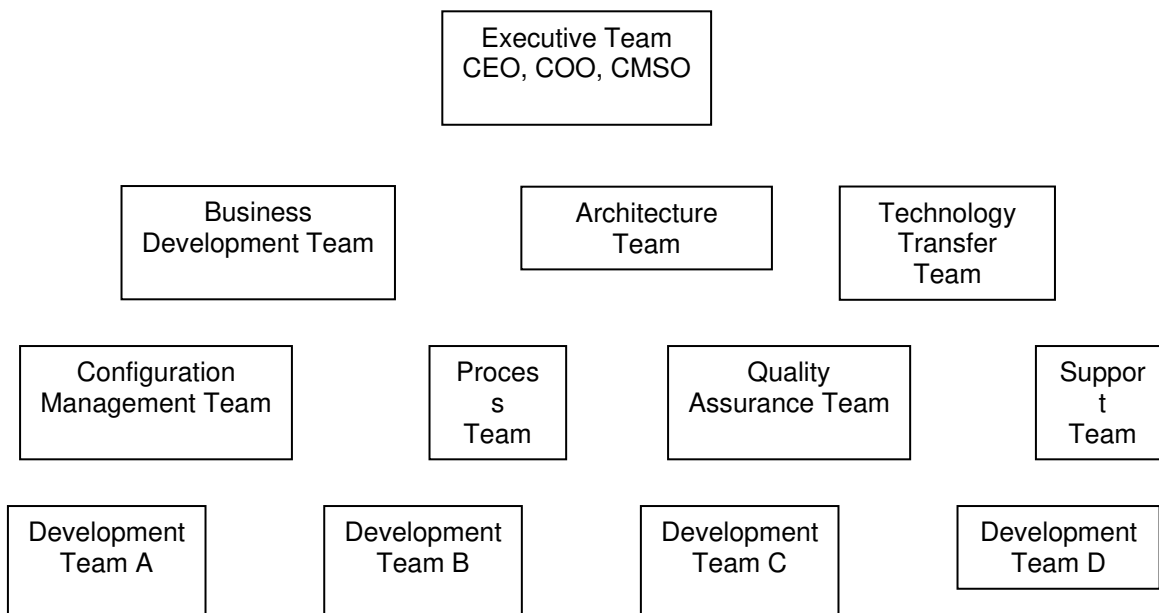 Executive Team
CEO, COO, CMSO
Business
Development Team
Architecture
Team
Technology
Transfer
Team
Configuration
Management Team
Proces
s
Team
Quality
Assurance Team
Suppor
t
Team
Development
Team A
Development
Team B
Development
Team C
Development
Team D